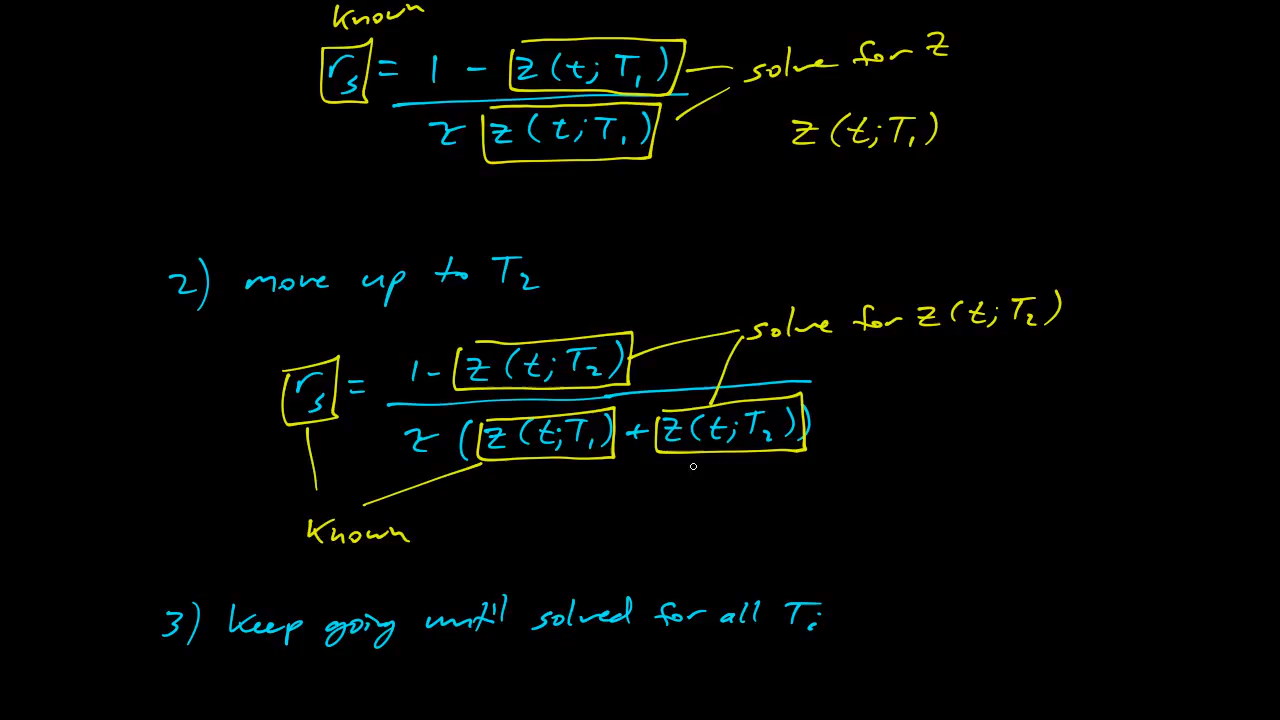 Known
r_s = (1 - z(t; T_1)) / (τ z(t; T_1))
solve for z
z(t; T_1)
2) move up to T_2
solve for z(t; T_2)
r_s = (1 - z(t; T_2)) / (τ (z(t; T_1) + z(t; T_2)))
Known
3) Keep going until solved for all T_i